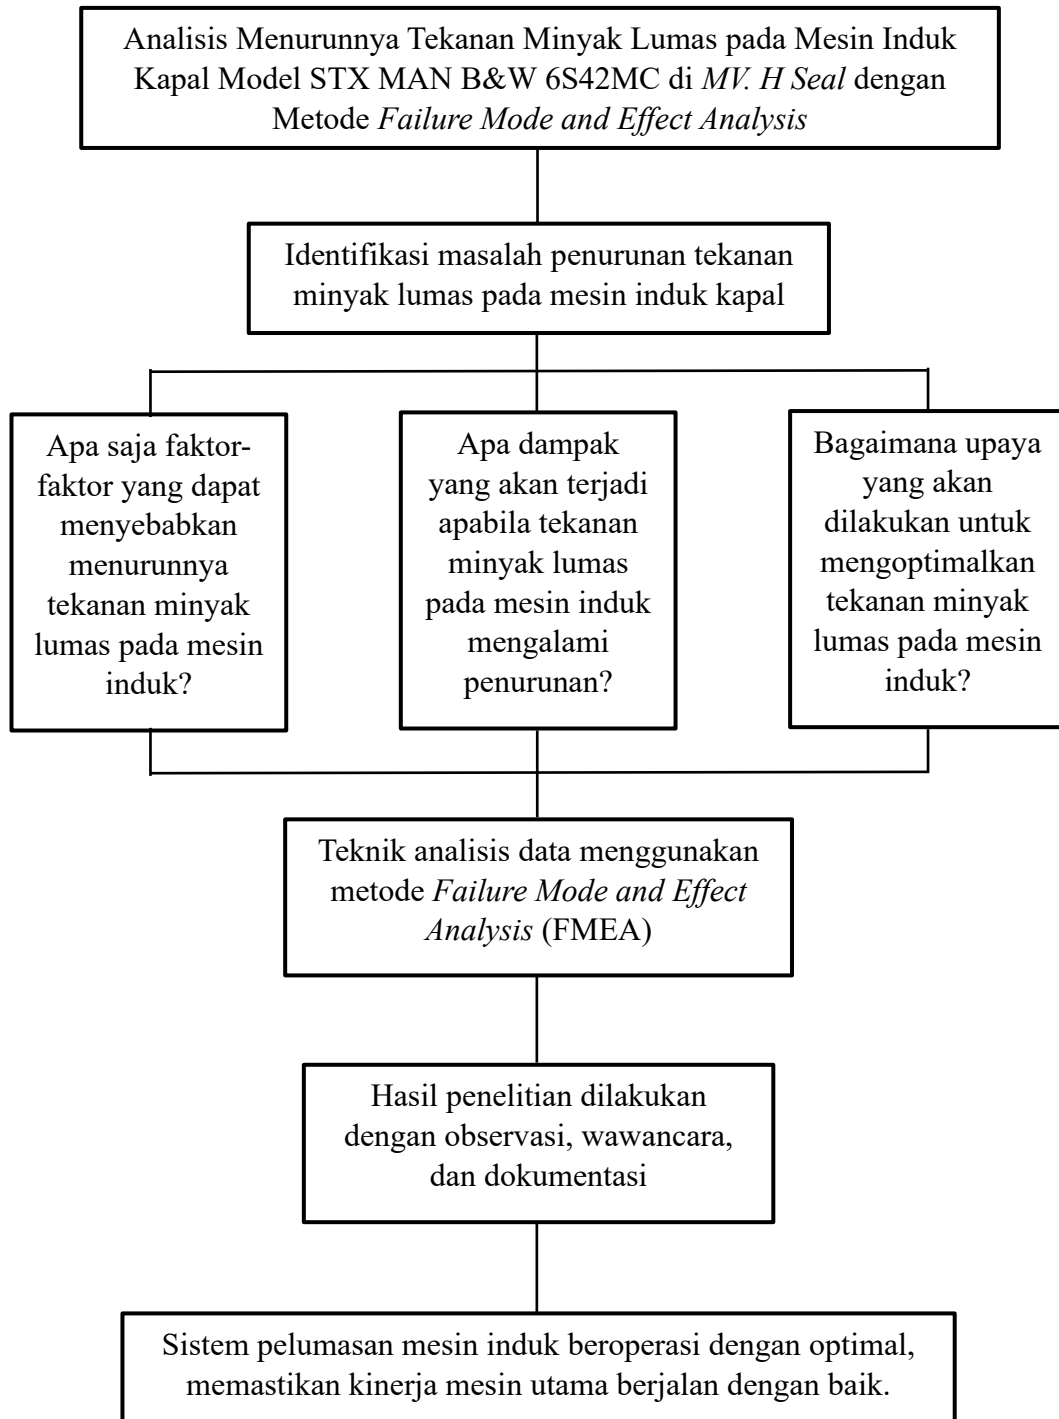 Analisis Menurunnya Tekanan Minyak Lumas pada Mesin Induk
Kapal Model STX MAN B&W 6S42MC di MV. H Seal dengan
Metode Failure Mode and Effect Analysis
Identifikasi masalah penurunan tekanan
minyak lumas pada mesin induk kapal
Apa saja faktor-
faktor yang dapat
menyebabkan
menurunnya
tekanan minyak
lumas pada mesin
induk?
Apa dampak
yang akan terjadi
apabila tekanan
minyak lumas
pada mesin induk
mengalami
penurunan?
Bagaimana upaya
yang akan
dilakukan untuk
mengoptimalkan
tekanan minyak
lumas pada mesin
induk?
Teknik analisis data menggunakan
metode Failure Mode and Effect
Analysis (FMEA)
Hasil penelitian dilakukan
dengan observasi, wawancara,
dan dokumentasi
Sistem pelumasan mesin induk beroperasi dengan optimal,
memastikan kinerja mesin utama berjalan dengan baik.